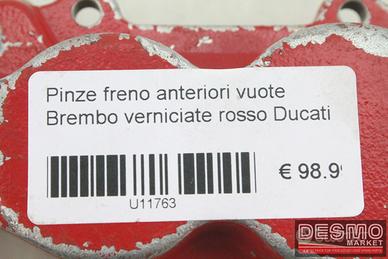 Pinze freno anteriori vuote
Brembo verniciate rosso Ducati
€ 98.9
U11763
DESMO
MARKET